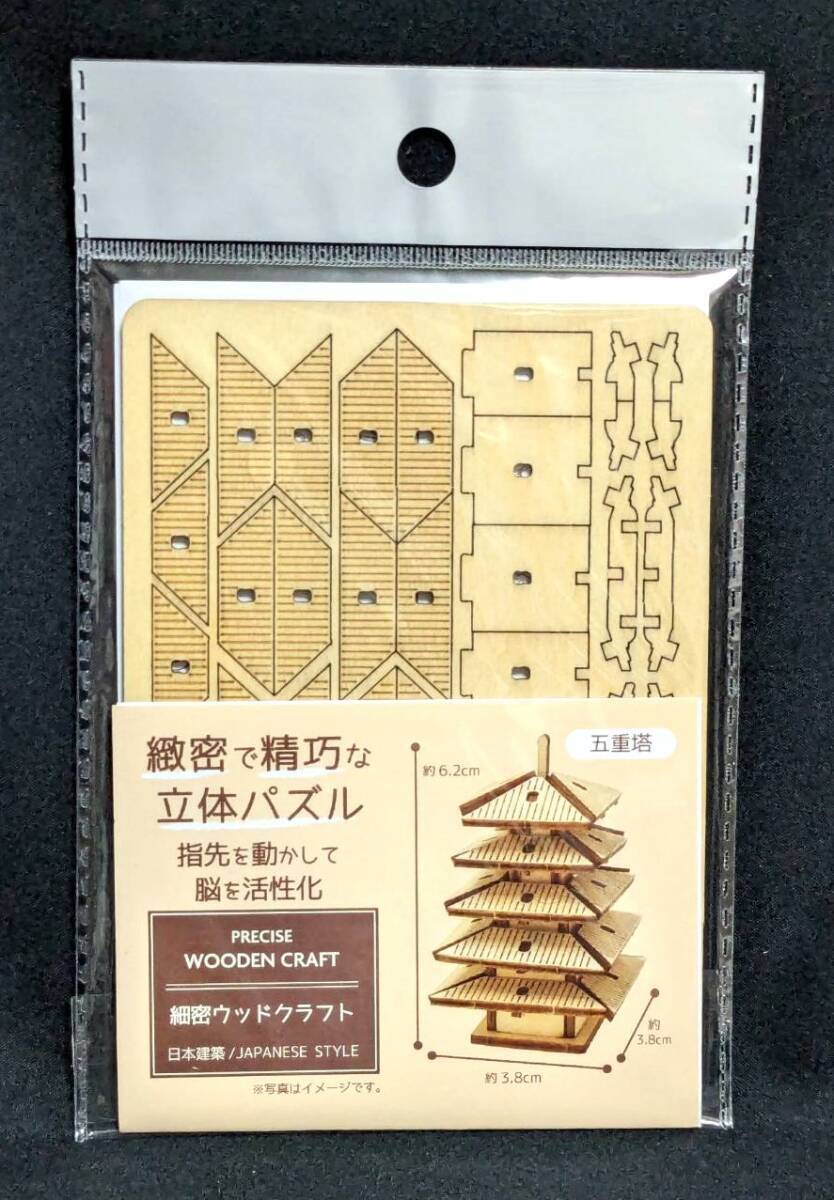 緻密で精巧な
立体パズル
指先を動かして
脳を活性化
PRECISE
WOODEN CRAFT
細密ウッドクラフト
日本建築/JAPANESE STYLE
※写真はイメージです。
五重塔
約6.2cm
約
3.8cm
約3.8cm